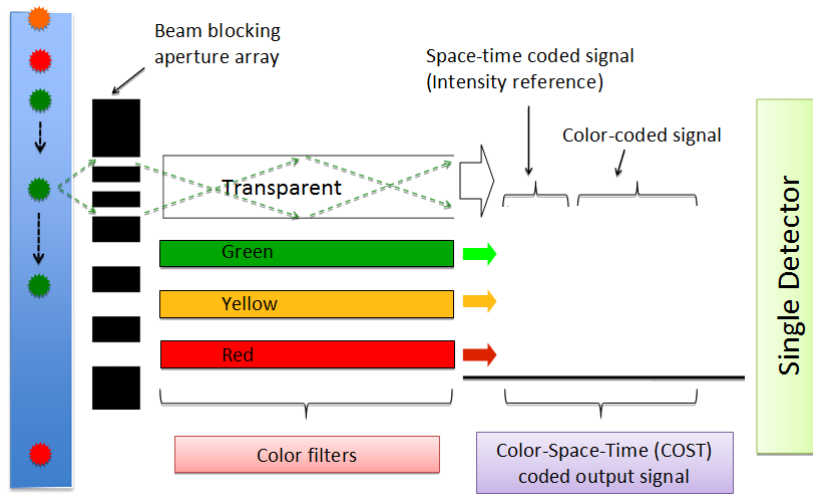 Beam blocking
aperture array
Space-time coded signal
(Intensity reference)
Color-coded signal
Transparent
Green
Yellow
Red
Single Detector
Color filters
Color-Space-Time (COST)
coded output signal